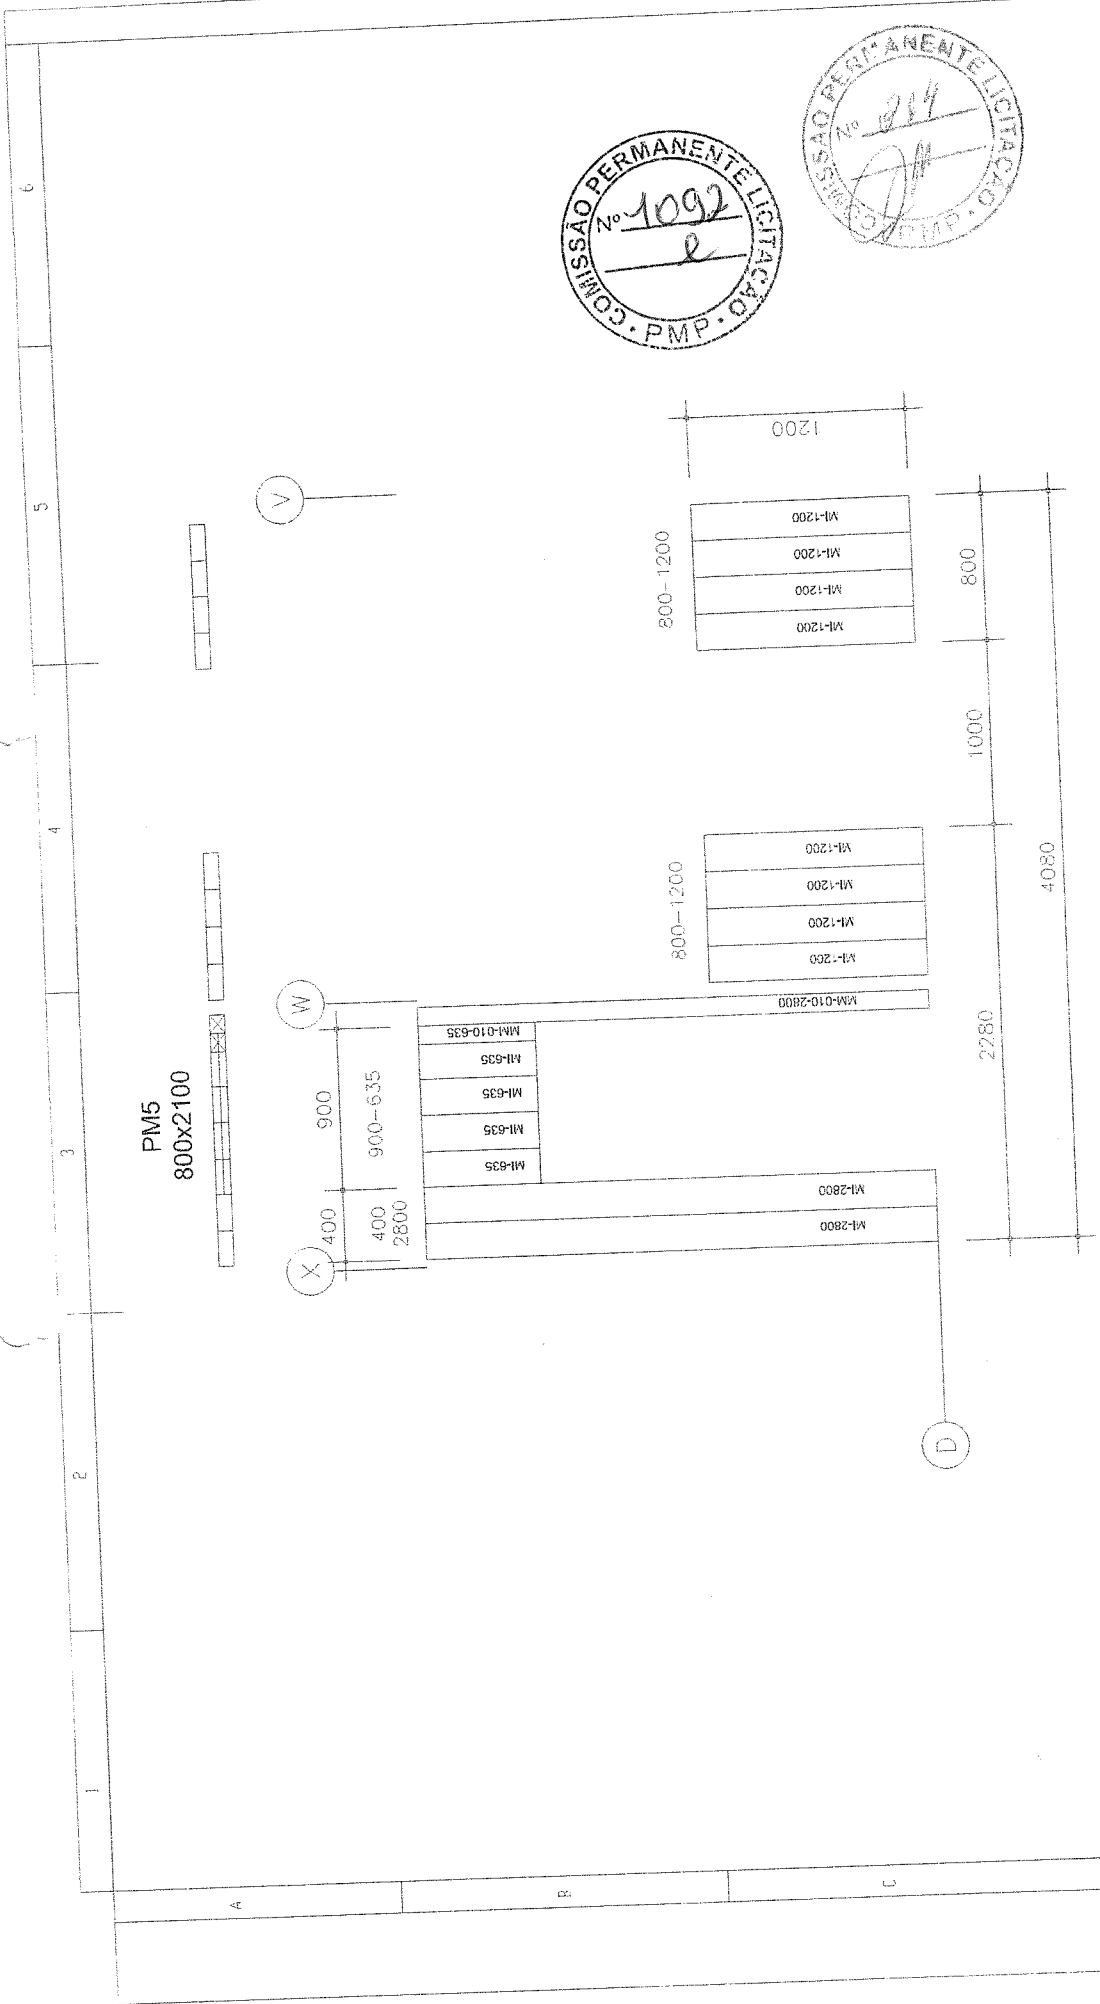 6
5
4
3
2
1
A
B
C
COMISSÃO PERMANENTE LICITAÇÃO · PMP ·
Nº 1092
COMISSÃO PERMANENTE LICITAÇÃO · PMP ·
Nº
PM5
800x2100
V
W
X
D
400
900
400
2800
900-635
MI-2800
MI-2800
MI-635
MI-635
MI-635
MI-635
MM-010-635
MM-010-2800
800-1200
MI-1200
MI-1200
MI-1200
MI-1200
800-1200
MI-1200
MI-1200
MI-1200
MI-1200
1200
2280
1000
800
4080